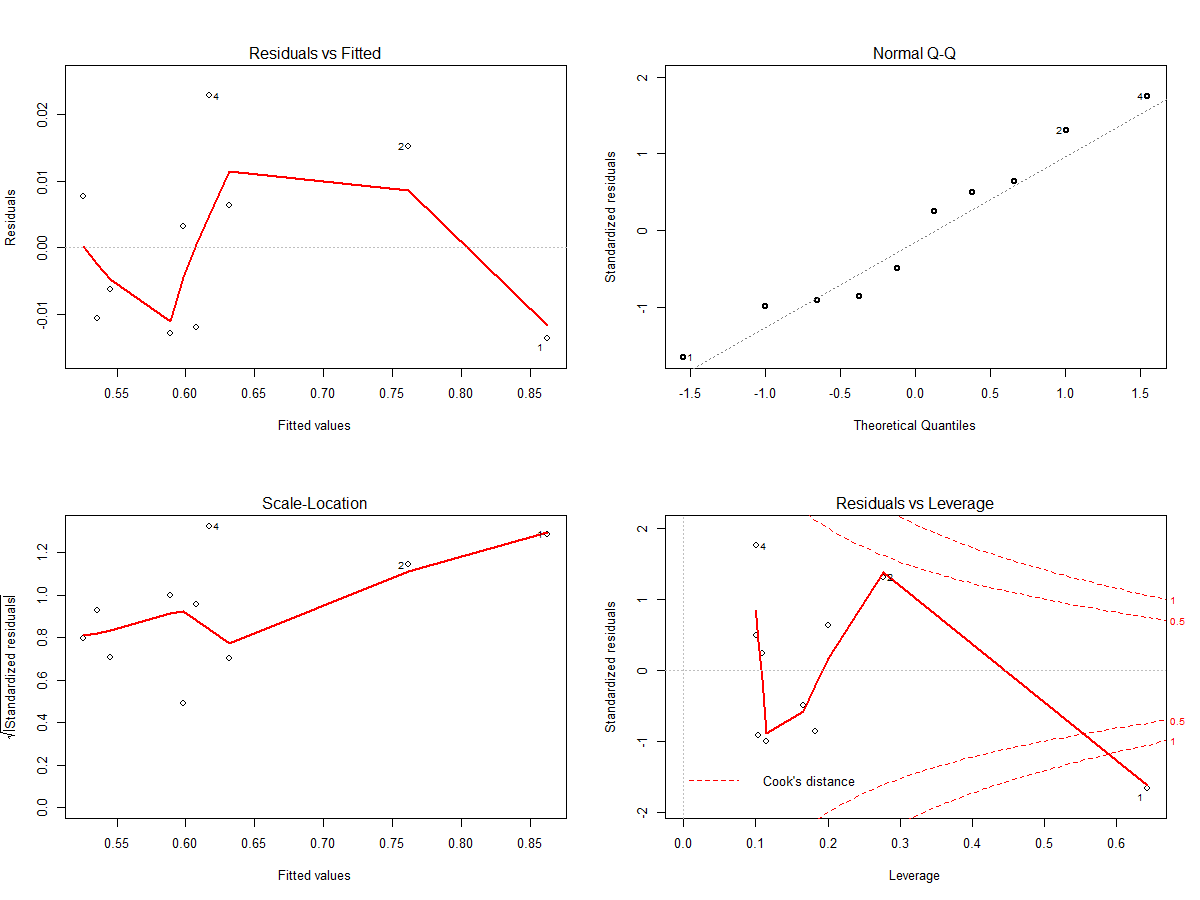 Residuals vs Fitted
Residuals
0.02
0.01
0.00
-0.01
4
2
1
0.55 0.60 0.65 0.70 0.75 0.80 0.85
Fitted values
Normal Q-Q
Standardized residuals
2
1
0
-1
4
2
1
-1.5 -1.0 -0.5 0.0 0.5 1.0 1.5
Theoretical Quantiles
Scale-Location
√|Standardized residuals|
1.2
1.0
0.8
0.6
0.4
0.2
0.0
4
2
1
0.55 0.60 0.65 0.70 0.75 0.80 0.85
Fitted values
Residuals vs Leverage
Standardized residuals
2
1
0
-1
-2
4
2
1
1
0.5
0.5
1
Cook's distance
0.0 0.1 0.2 0.3 0.4 0.5 0.6
Leverage